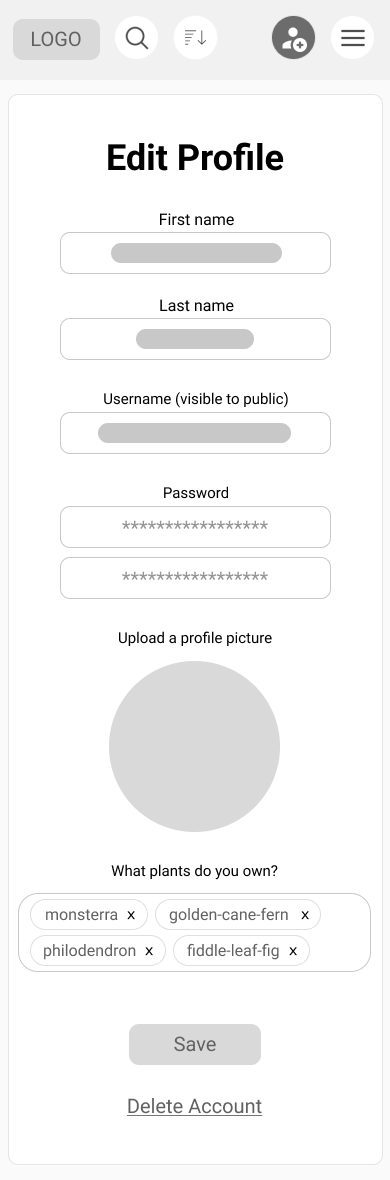 LOGO
Edit Profile
First name
Last name
Username (visible to public)
Password
*****************
*****************
Upload a profile picture
What plants do you own?
monsterra x golden-cane-fern x
philodendron x fiddle-leaf-fig x
Save
Delete Account